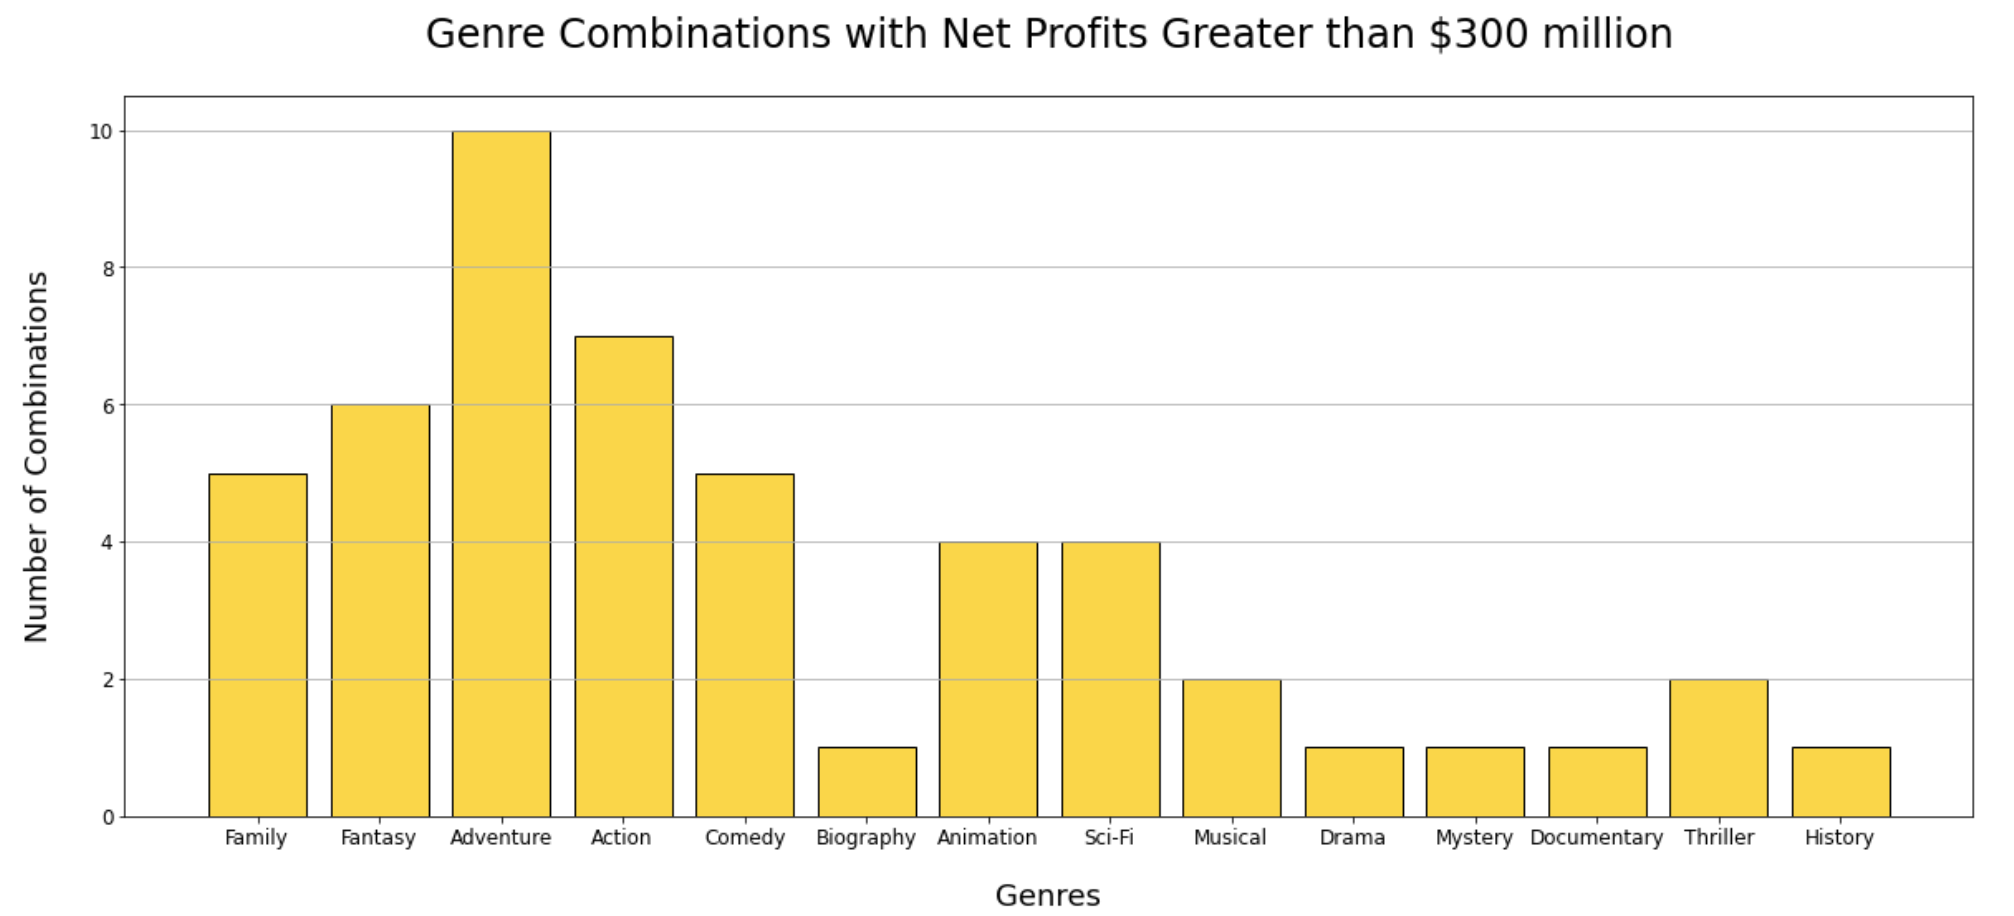 Genre Combinations with Net Profits Greater than $300 million
Number of Combinations
10
8
6
4
2
0
Family Fantasy Adventure Action Comedy Biography Animation Sci-Fi Musical Drama Mystery Documentary Thriller History
Genres